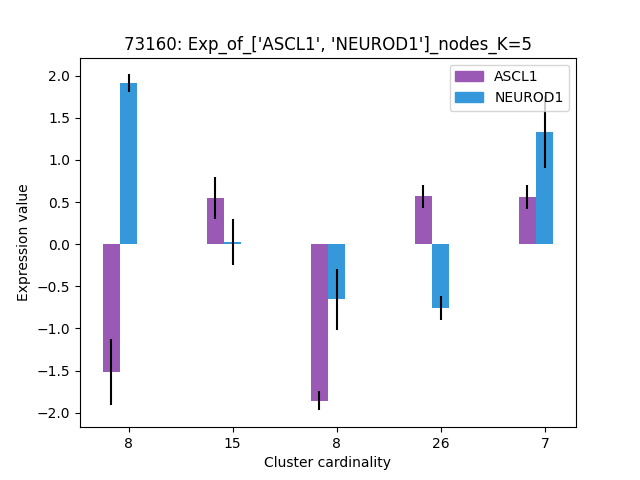 73160: Exp_of_['ASCL1', 'NEUROD1']_nodes_K=5
ASCL1
NEUROD1
Expression value
2.0
1.5
1.0
0.5
0.0
−0.5
−1.0
−1.5
−2.0
8 15 8 26 7
Cluster cardinality